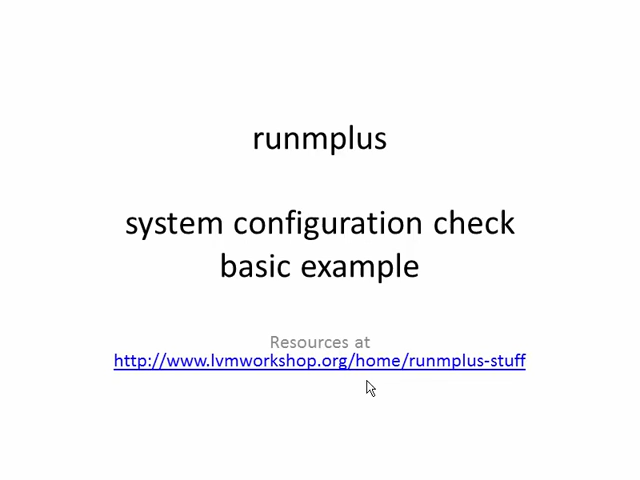 runmplus
system configuration check
basic example
Resources at
http://www.lvmworkshop.org/home/runmplus-stuff